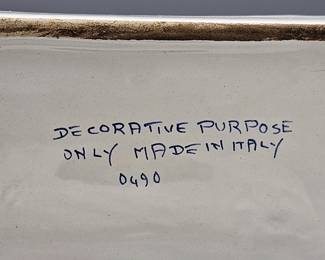 DECORATIVE PURPOSE
ONLY MADE IN ITALY
0490